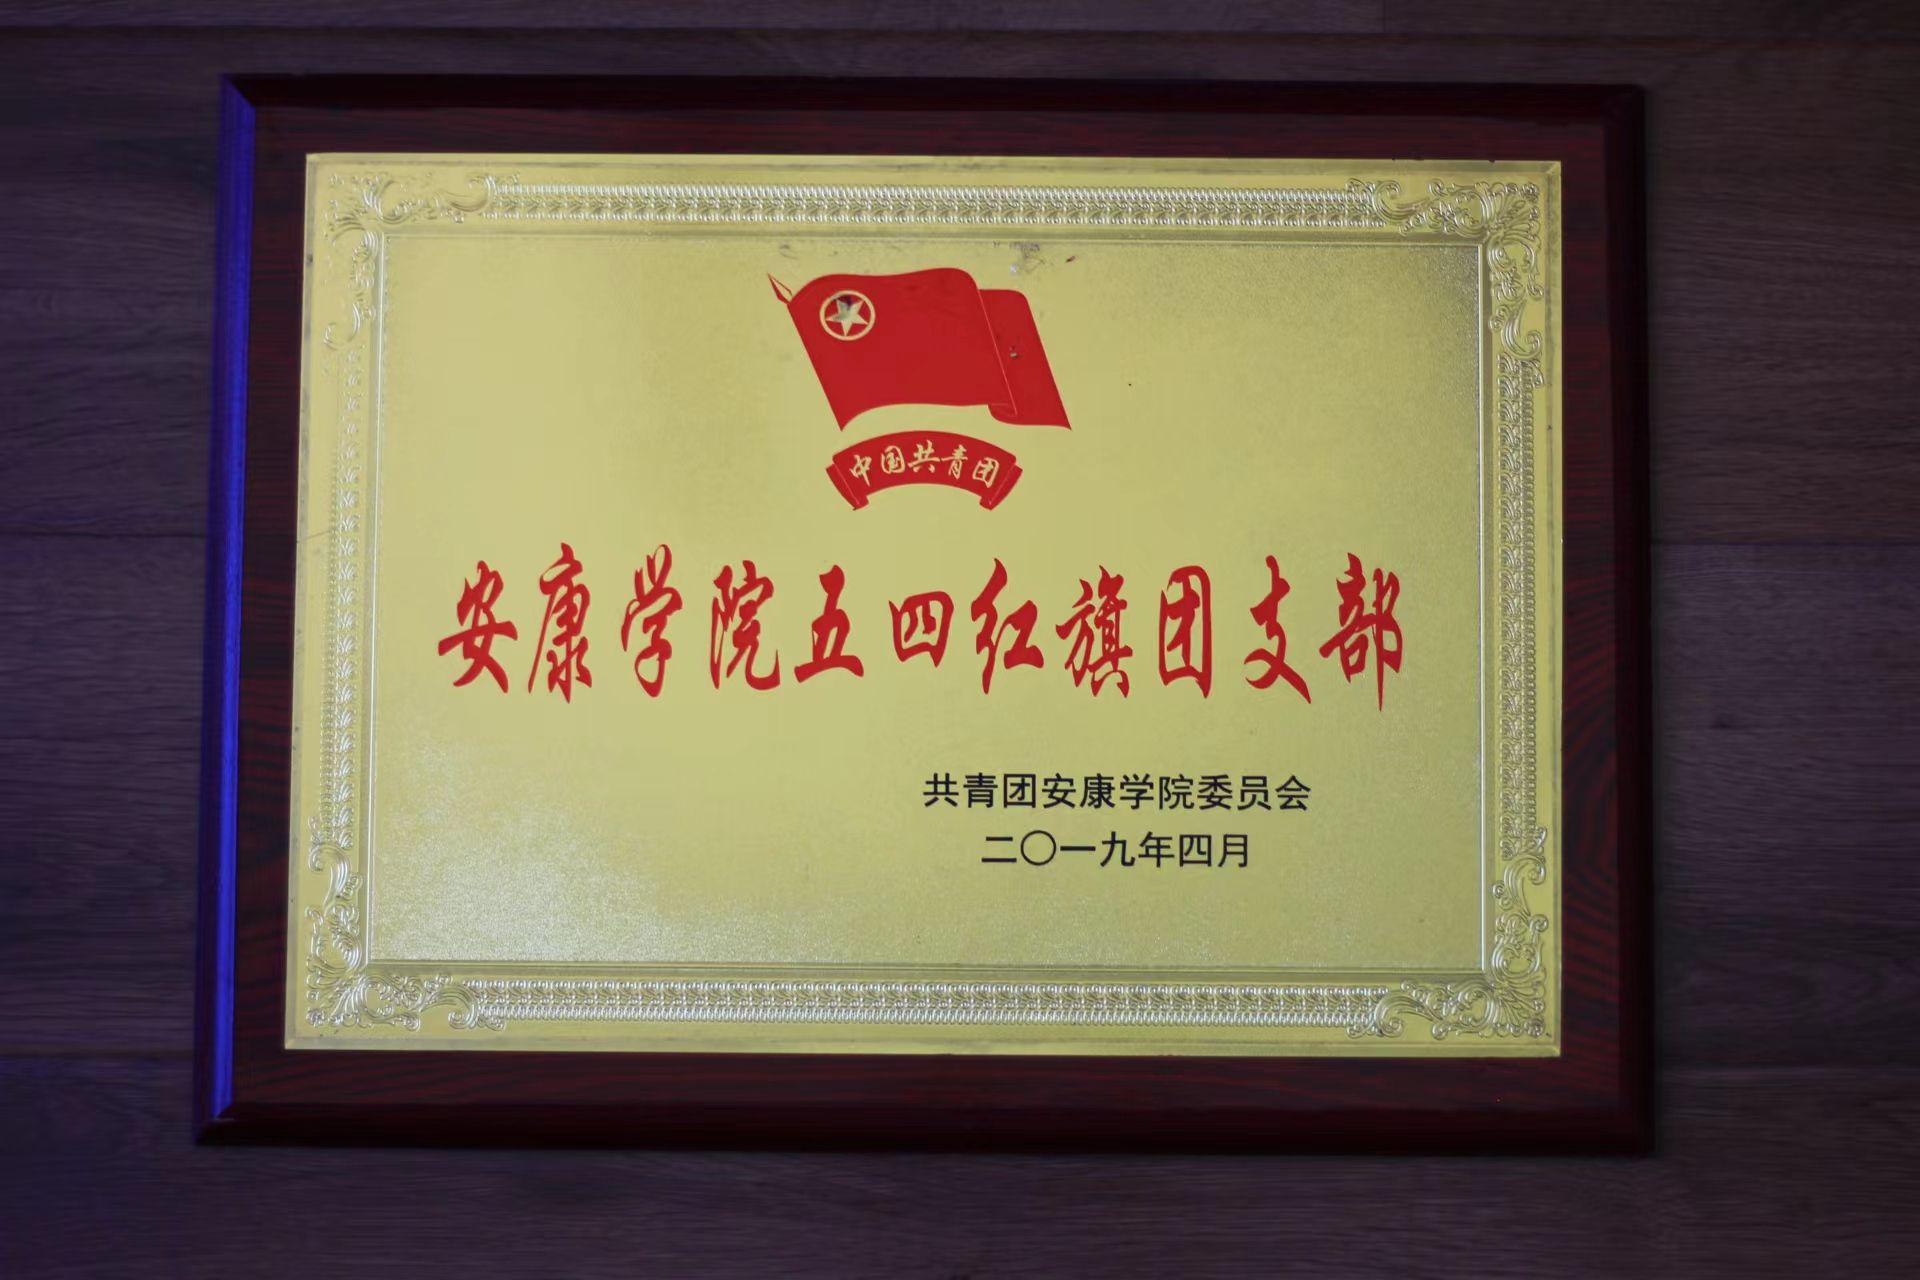 中国共青团
安康学院五四红旗团支部
共青团安康学院委员会
二〇一九年四月